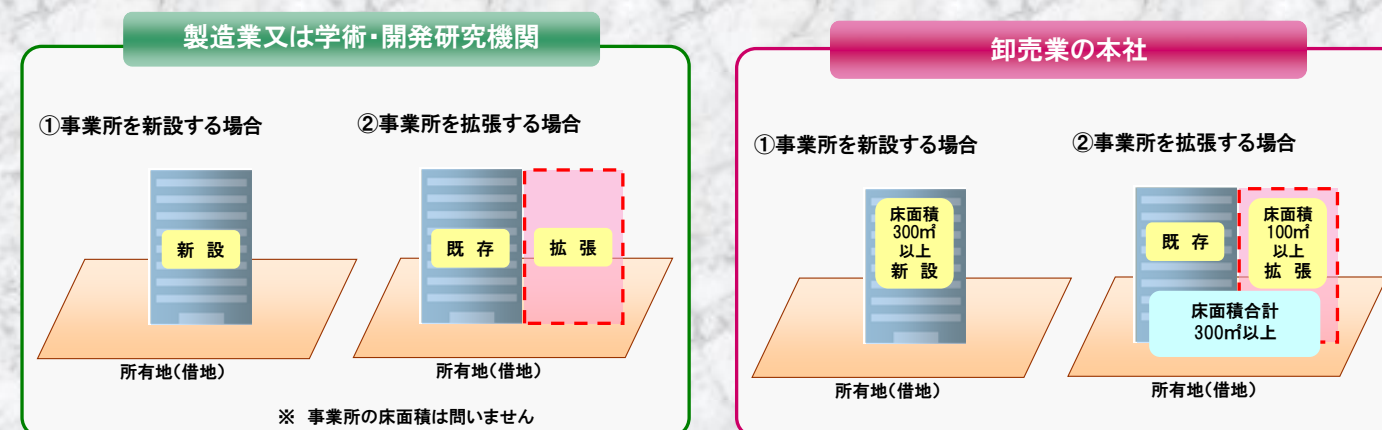 製造業又は学術・開発研究機関
①事業所を新設する場合
②事業所を拡張する場合
新 設
既 存
拡 張
所有地(借地)
所有地(借地)
※ 事業所の床面積は問いません
卸売業の本社
①事業所を新設する場合
②事業所を拡張する場合
床面積
300㎡
以上
新 設
既 存
床面積
100㎡
以上
拡 張
床面積合計
300㎡以上
所有地(借地)
所有地(借地)